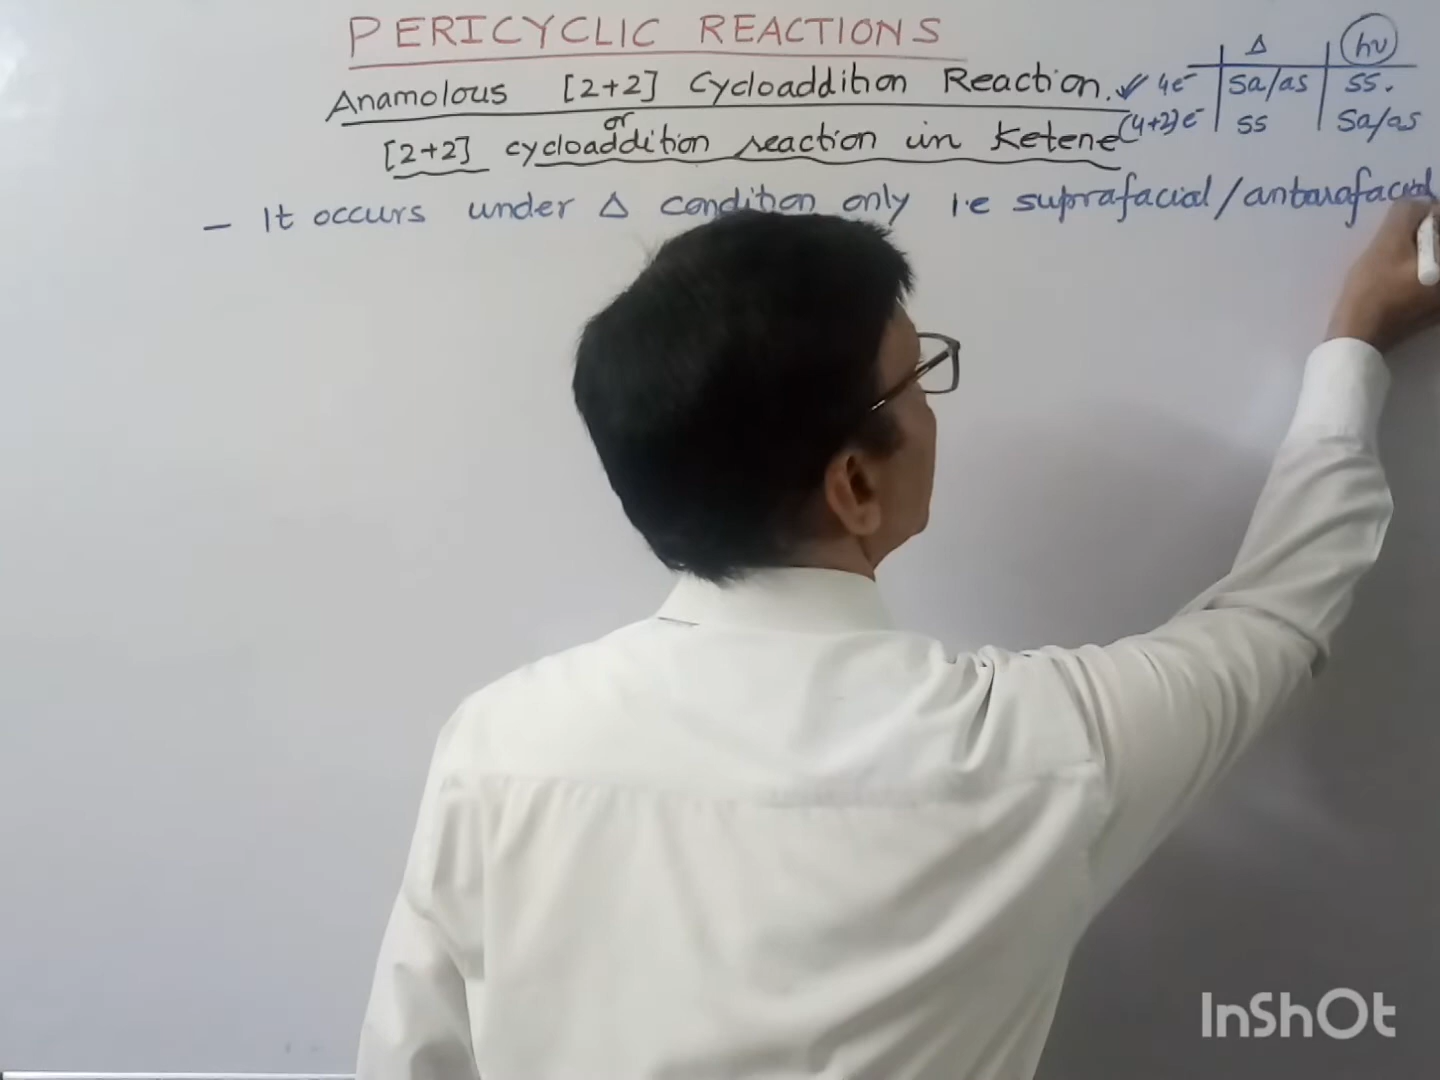 PERICYCLIC REACTIONS
Anamolous [2+2] Cycloaddition Reaction.
or
[2+2] cycloaddition reaction in Ketene
Δ | hν
4e⁻ | sa/as | ss.
(4+2)e⁻ | ss | sa/as
- It occurs under Δ condition only i.e suprafacial/antarafacial
InShOt